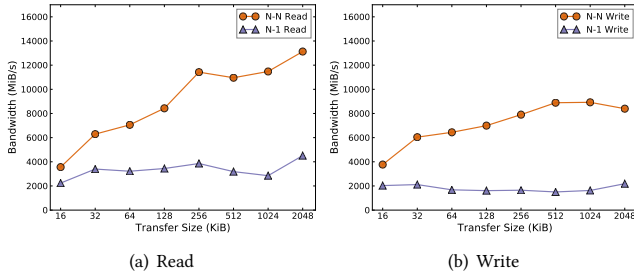 N-N Read
N-1 Read
16000
14000
12000
10000
8000
6000
4000
2000
0
Bandwidth (MiB/s)
16 32 64 128 256 512 1024 2048
Transfer Size (KiB)
(a) Read
N-N Write
N-1 Write
16000
14000
12000
10000
8000
6000
4000
2000
0
Bandwidth (MiB/s)
16 32 64 128 256 512 1024 2048
Transfer Size (KiB)
(b) Write